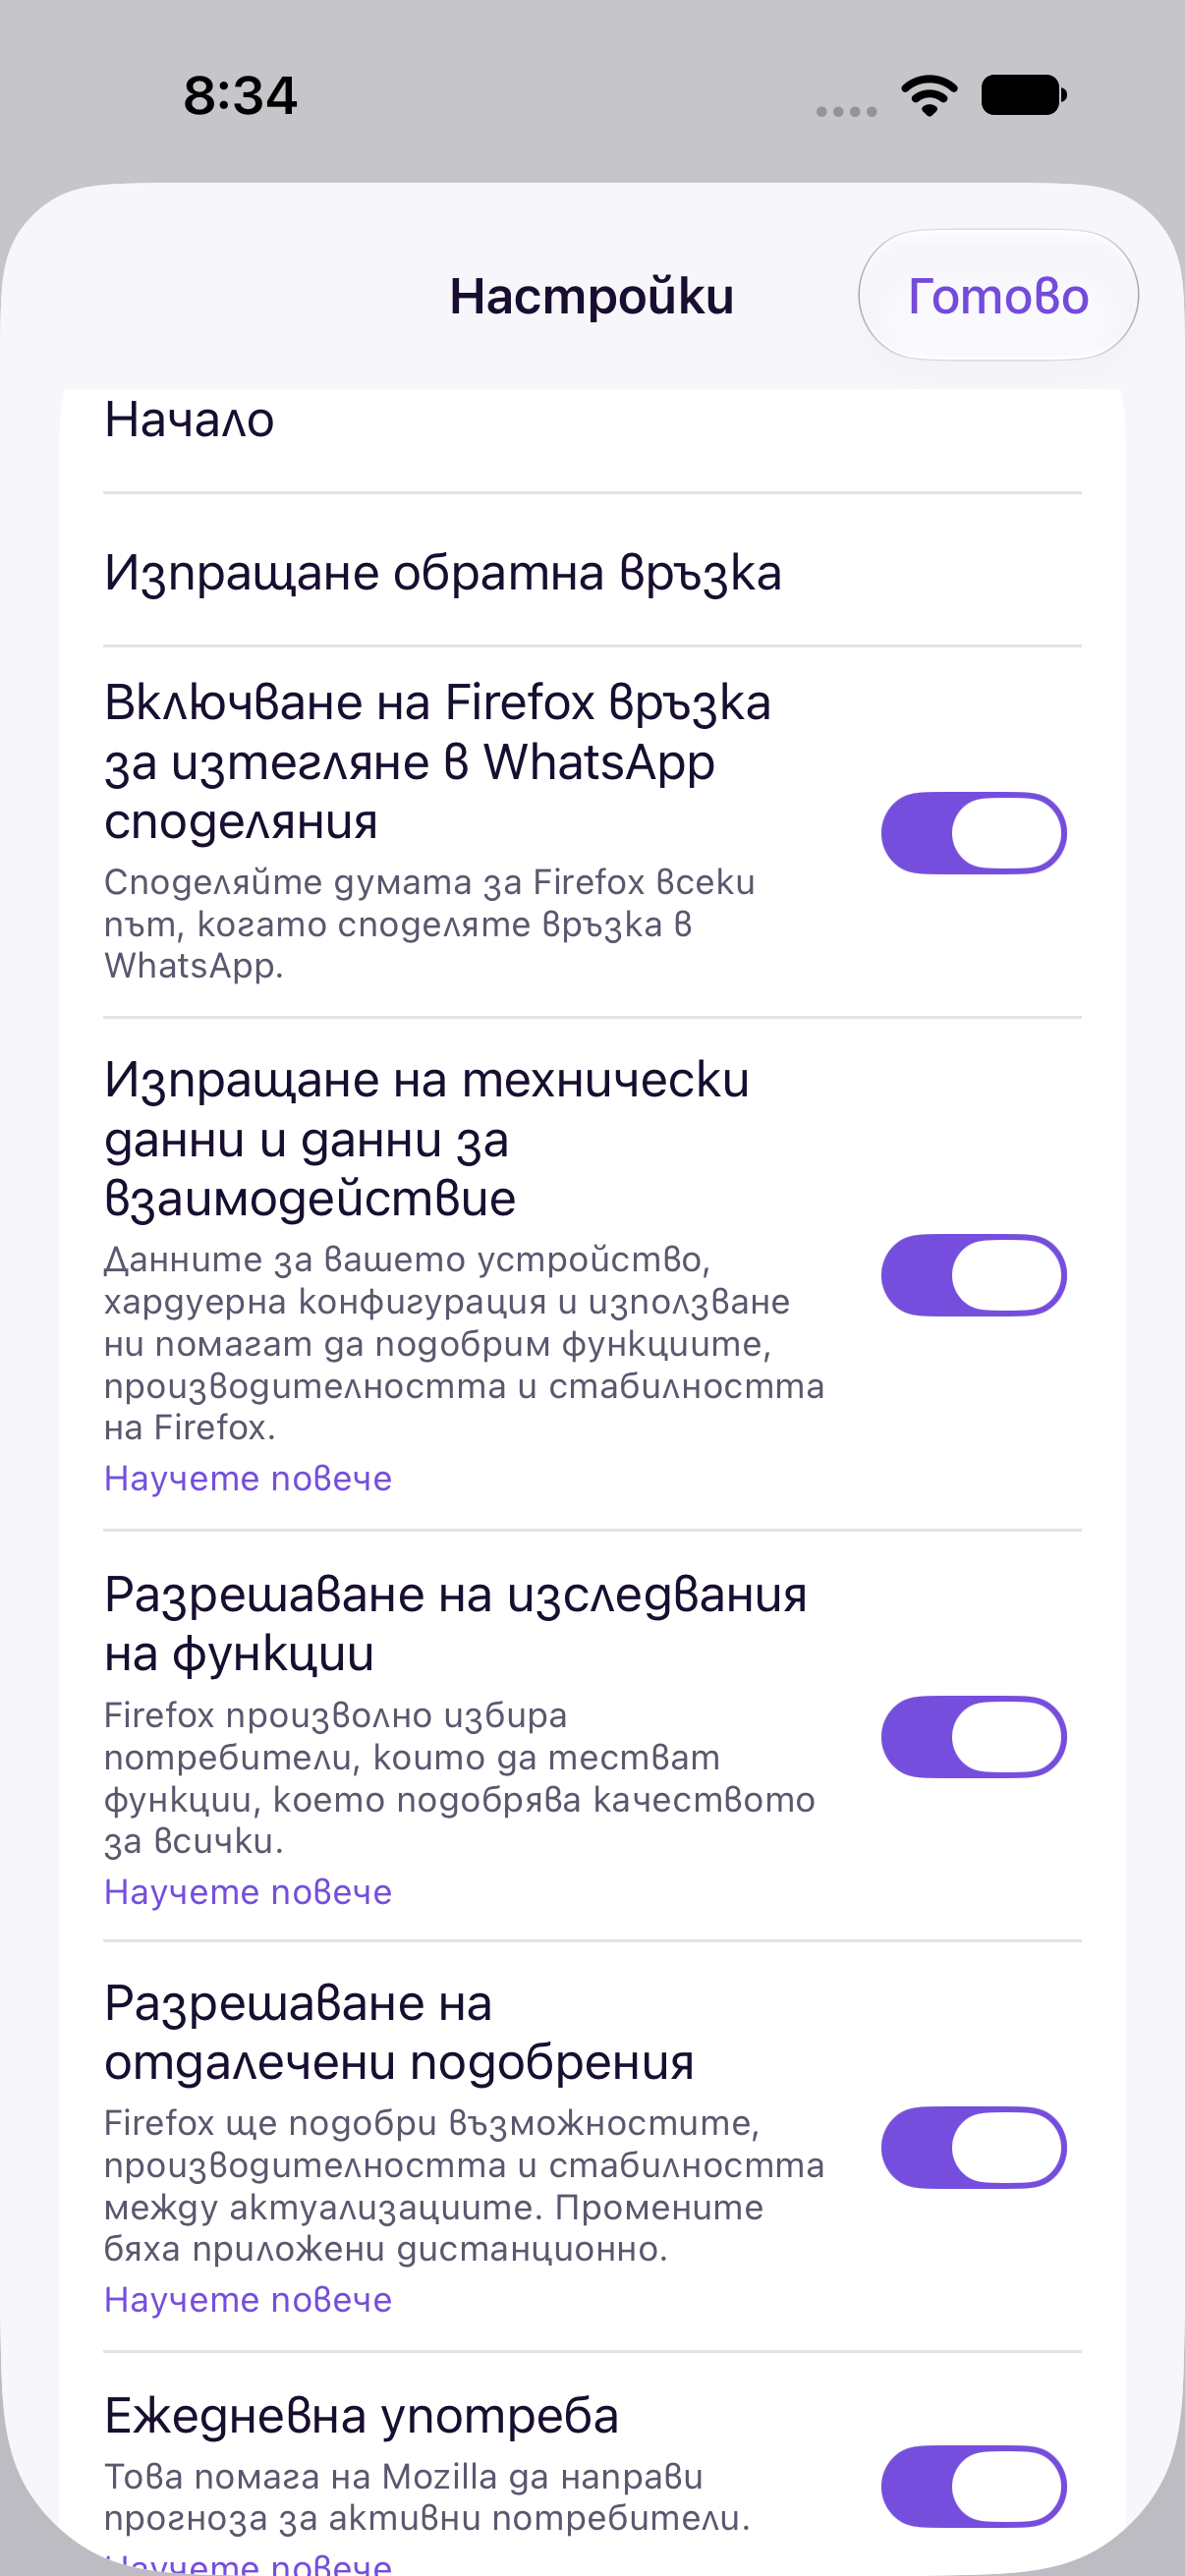 8:34
Настройки
Готово
Начало
Изпращане обратна връзка
Включване на Firefox връзка
за изтегляне в WhatsApp
споделяния
Споделяйте думата за Firefox всеки
път, когато споделяте връзка в
WhatsApp.
Изпращане на технически
данни и данни за
взаимодействие
Данните за вашето устройство,
хардуерна конфигурация и използване
ни помагат да подобрим функциите,
производителността и стабилността
на Firefox.
Научете повече
Разрешаване на изследвания
на функции
Firefox произволно избира
потребители, които да тестват
функции, което подобрява качеството
за всички.
Научете повече
Разрешаване на
отдалечени подобрения
Firefox ще подобри възможностите,
производителността и стабилността
между актуализациите. Промените
бяха приложени дистанционно.
Научете повече
Ежедневна употреба
Това помага на Mozilla да направи
прогноза за активни потребители.
Научете повече